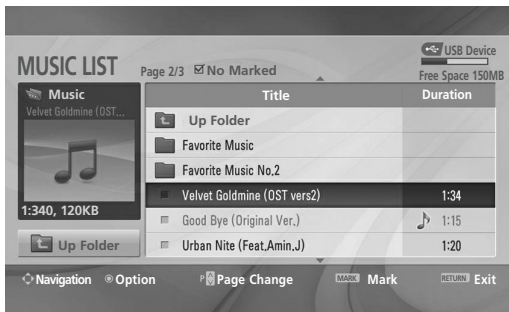 USB Device
MUSIC LIST
Page 2/3 No Marked
Free Space 150MB
Music
Velvet Goldmine (OST...
1:340, 120KB
Up Folder
Title Duration
Up Folder
Favorite Music
Favorite Music No.2
Velvet Goldmine (OST vers2) 1:34
Good Bye (Original Ver.) 1:15
Urban Nite (Feat.Amin.J) 1:20
Navigation Option P Page Change MARK Mark RETURN Exit